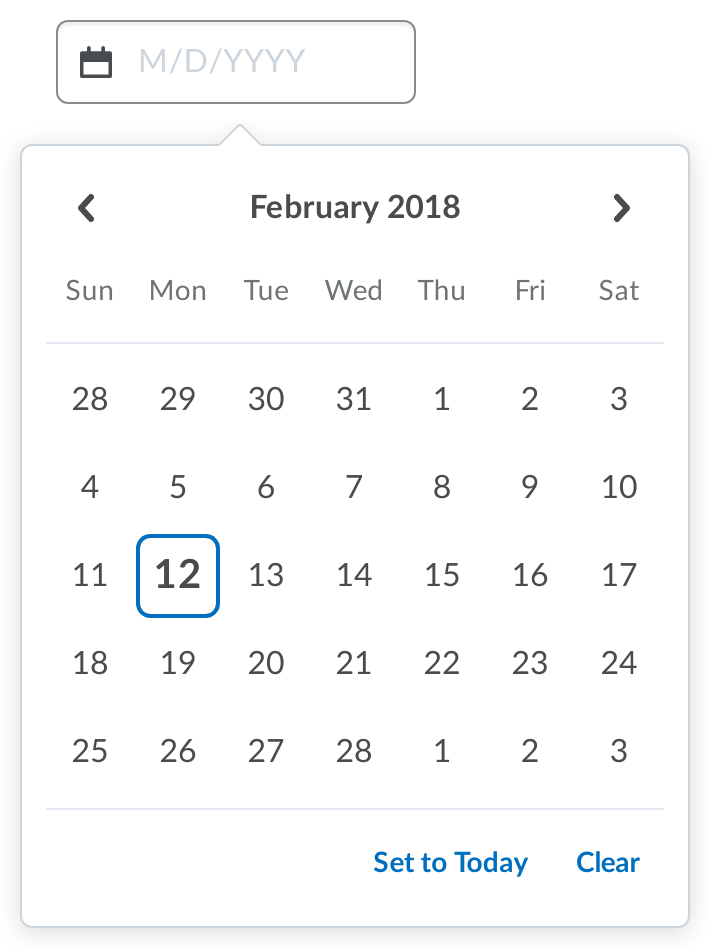 M/D/YYYY
February 2018
Sun Mon Tue Wed Thu Fri Sat
28 29 30 31 1 2 3
4 5 6 7 8 9 10
11 12 13 14 15 16 17
18 19 20 21 22 23 24
25 26 27 28 1 2 3
Set to Today Clear